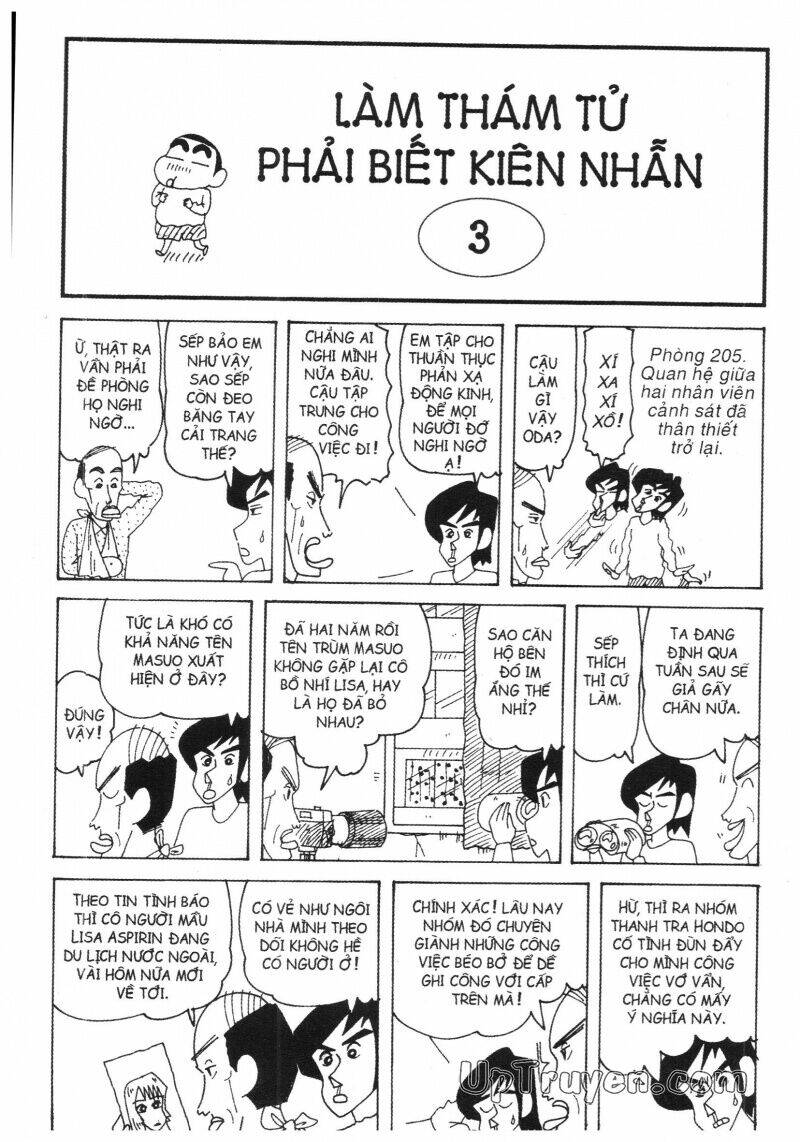 LÀM THÁM TỬ
PHẢI BIẾT KIÊN NHẪN
3
Phòng 205.
Quan hệ giữa
hai nhân viên
cảnh sát đã
thân thiết
trở lại.
XÍ
XA
XÍ
XỒ!
CẬU
LÀM
GÌ
VẬY
ODA?
EM TẬP CHO
THUẦN THỤC
PHẢN XẠ
ĐỘNG KINH,
ĐỂ MỌI
NGƯỜI ĐỠ
NGHI NGỜ
Ạ!
CHẲNG AI
NGHI MÌNH
NỮA ĐÂU.
CẬU TẬP
TRUNG CHO
CÔNG
VIỆC ĐI!
SẾP BẢO EM
NHƯ VẬY,
SAO SẾP
CÒN ĐEO
BĂNG TAY
CẢI TRANG
THẾ?
Ừ, THẬT RA
VẪN PHẢI
ĐỀ PHÒNG
HỌ NGHI
NGỜ...
TA ĐANG
ĐỊNH QUA
TUẦN SAU SẼ
GIẢ GÃY
CHÂN NỮA.
SẾP
THÍCH
THÌ CỨ
LÀM.
SAO CĂN
HỘ BÊN
ĐÓ IM
ẮNG THẾ
NHỈ?
ĐÃ HAI NĂM RỒI
TÊN TRÙM MASUO
KHÔNG GẶP LẠI CÔ
BỒ NHÍ LISA, HAY
LÀ HỌ ĐÃ BỎ
NHAU?
TỨC LÀ KHÓ CÓ
KHẢ NĂNG TÊN
MASUO XUẤT
HIỆN Ở ĐÂY?
ĐÚNG
VẬY!
HỪ, THÌ RA NHÓM
THANH TRA HONDO
CỐ TÌNH ĐÙN ĐẨY
CHO MÌNH CÔNG
VIỆC VỚ VẨN,
CHẲNG CÓ MẤY
Ý NGHĨA NÀY.
CHÍNH XÁC! LÂU NAY
NHÓM ĐÓ CHUYÊN
GIÀNH NHỮNG CÔNG
VIỆC BÉO BỞ ĐỂ DỄ
GHI CÔNG VỚI CẤP
TRÊN MÀ!
CÓ VẺ NHƯ NGÔI
NHÀ MÌNH THEO
DÕI KHÔNG HỀ
CÓ NGƯỜI Ở!
THEO TIN TÌNH BÁO
THÌ CÔ NGƯỜI MẪU
LISA ASPIRIN ĐANG
DU LỊCH NƯỚC NGOÀI,
VÀI HÔM NỮA MỚI
VỀ TỚI.
UpTruyen.com